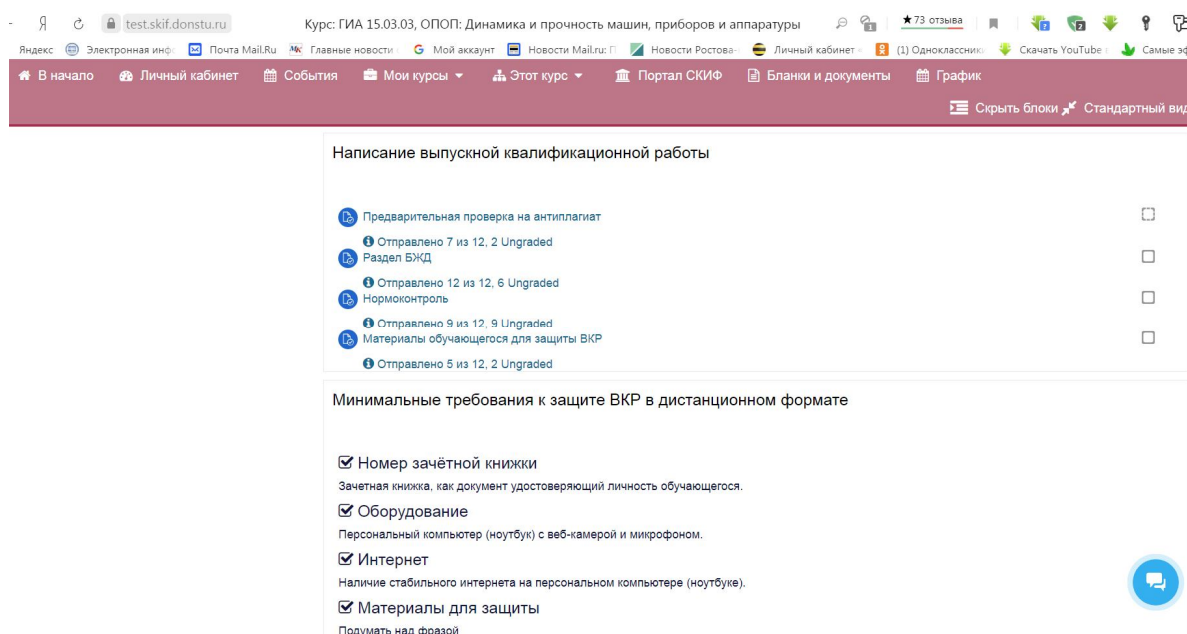 Я test.skif.donstu.ru Курс: ГИА 15.03.03, ОПОП: Динамика и прочность машин, приборов и аппаратуры ★73 отзыва
Яндекс Электронная инфо Почта Mail.Ru Главные новости Мой аккаунт Новости Mail.ru: Новости Ростова- Личный кабинет - (1) Одноклассник Скачать YouTube Самые эф
В начало Личный кабинет События Мои курсы Этот курс Портал СКИФ Бланки и документы График
Скрыть блоки Стандартный вид
Написание выпускной квалификационной работы
Предварительная проверка на антиплагиат
Отправлено 7 из 12, 2 Ungraded
Раздел БЖД
Отправлено 12 из 12, 6 Ungraded
Нормоконтроль
Отправлено 9 из 12, 9 Ungraded
Материалы обучающегося для защиты ВКР
Отправлено 5 из 12, 2 Ungraded
Минимальные требования к защите ВКР в дистанционном формате
Номер зачётной книжки
Зачетная книжка, как документ удостоверяющий личность обучающегося.
Оборудование
Персональный компьютер (ноутбук) с веб-камерой и микрофоном.
Интернет
Наличие стабильного интернета на персональном компьютере (ноутбуке).
Материалы для защиты
Подумать над фразой